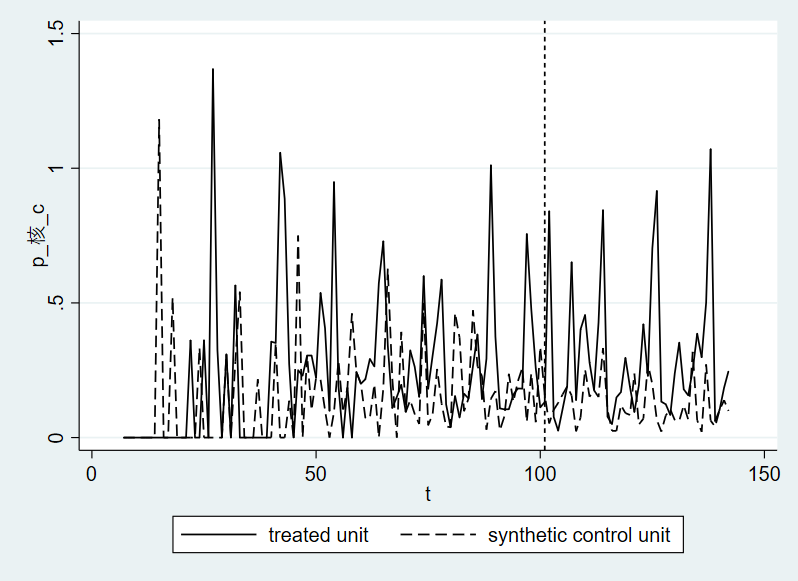 1.5
1
.5
0
p_核_c
0
50
100
150
t
treated unit
synthetic control unit